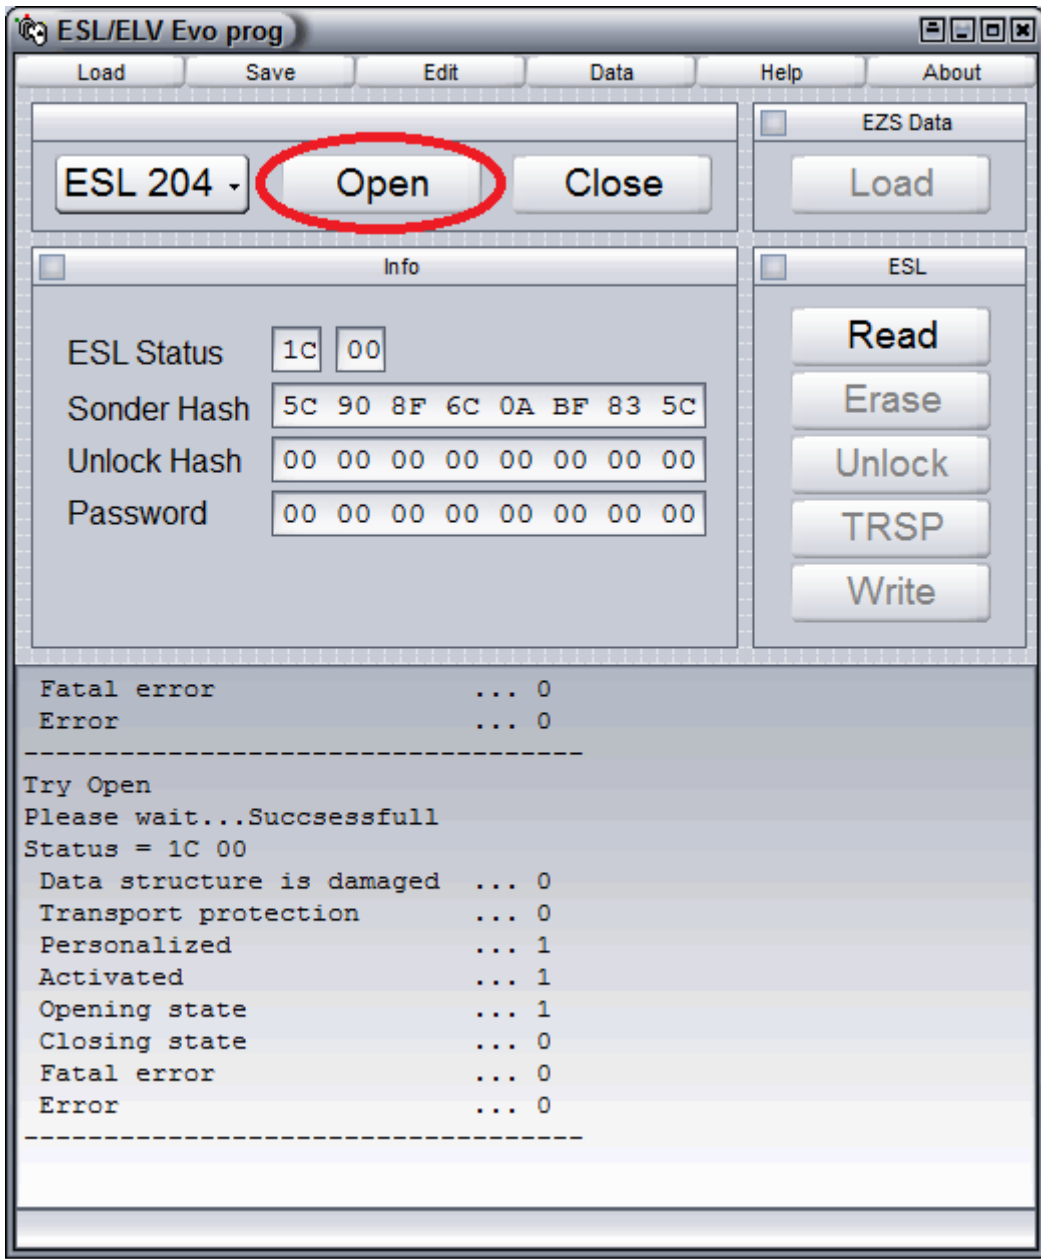 ESL/ELV Evo prog
Load Save Edit Data Help About
EZS Data
ESL 204 Open Close Load
Info
ESL
ESL Status 1C 00
Sonder Hash 5C 90 8F 6C 0A BF 83 5C
Unlock Hash 00 00 00 00 00 00 00 00
Password 00 00 00 00 00 00 00 00
Read
Erase
Unlock
TRSP
Write
Fatal error ... 0
Error ... 0
-----------------------------------
Try Open
Please wait...Succsessfull
Status = 1C 00
Data structure is damaged ... 0
Transport protection ... 0
Personalized ... 1
Activated ... 1
Opening state ... 1
Closing state ... 0
Fatal error ... 0
Error ... 0
-----------------------------------